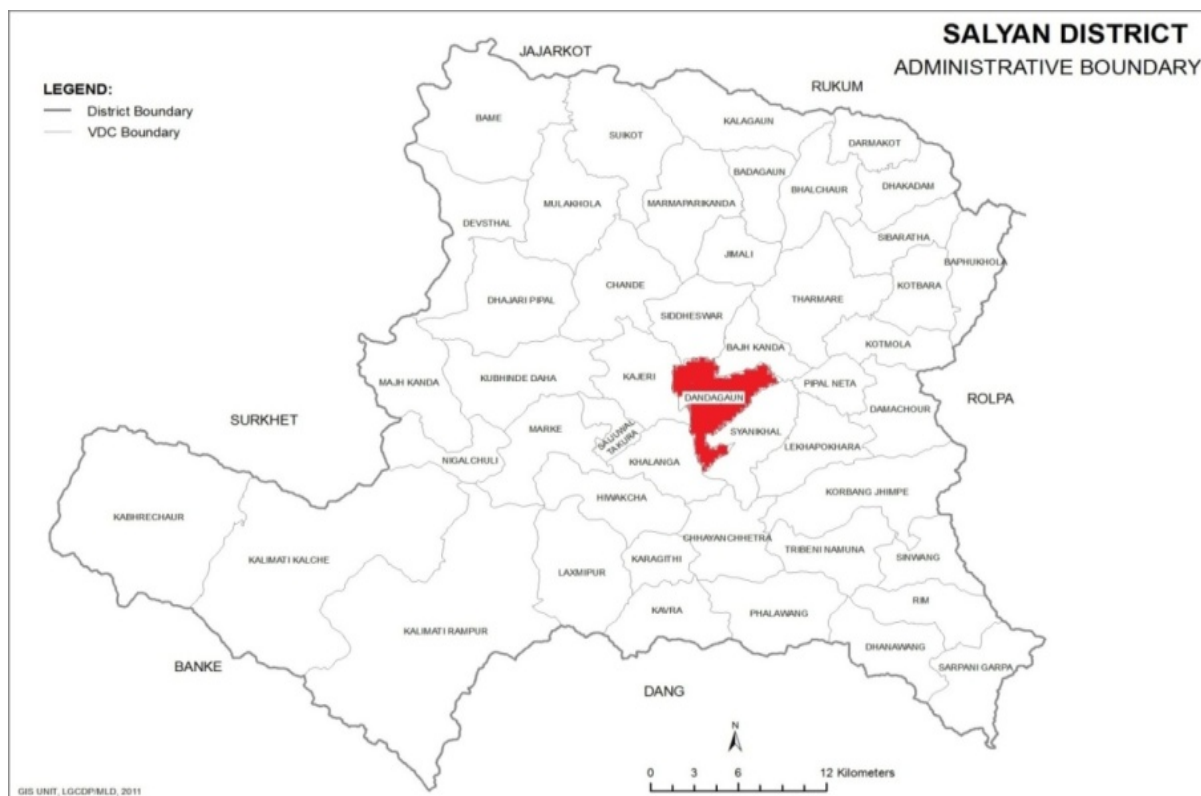 SALYAN DISTRICT
ADMINISTRATIVE BOUNDARY
JAJARKOT
RUKUM
LEGEND:
District Boundary
VDC Boundary
BAME
SUIKOT
KALAGAUN
DARMAKOT
BADAGAUN
BHALCHAUR
DHAKADAM
MULAKHOLA
MARMAPARIKANDA
DEVSTHAL
SIBARATHA
JIMALI
BAPHUKHOLA
CHANDE
KOTBARA
DHAJARI PIPAL
THARMARE
SIDDHESWAR
BAJH KANDA
KOTMOLA
MAJH KANDA
KUBHINDE DAHA
KAJERI
PIPAL NETA
DANDAGAUN
ROLPA
DAMACHOUR
SURKHET
MARKE
SYANIKHAL
TAKURA
LEKHAPOKHARA
NIGALCHULI
KHALANGA
KORBANG JHIMPE
HIWAKCHA
KABHRECHAUR
CHHAYANCHHETRA
TRIBENI NAMUNA
KALIMATI KALCHE
KARAGITHI
SINWANG
LAXMIPUR
RIM
KAVRA
PHALAWANG
KALIMATI RAMPUR
DHANAWANG
BANKE
SARPANI GARPA
DANG
N
0 3 6 12 Kilometers
GIS UNIT, LGCDP/MLD, 2011